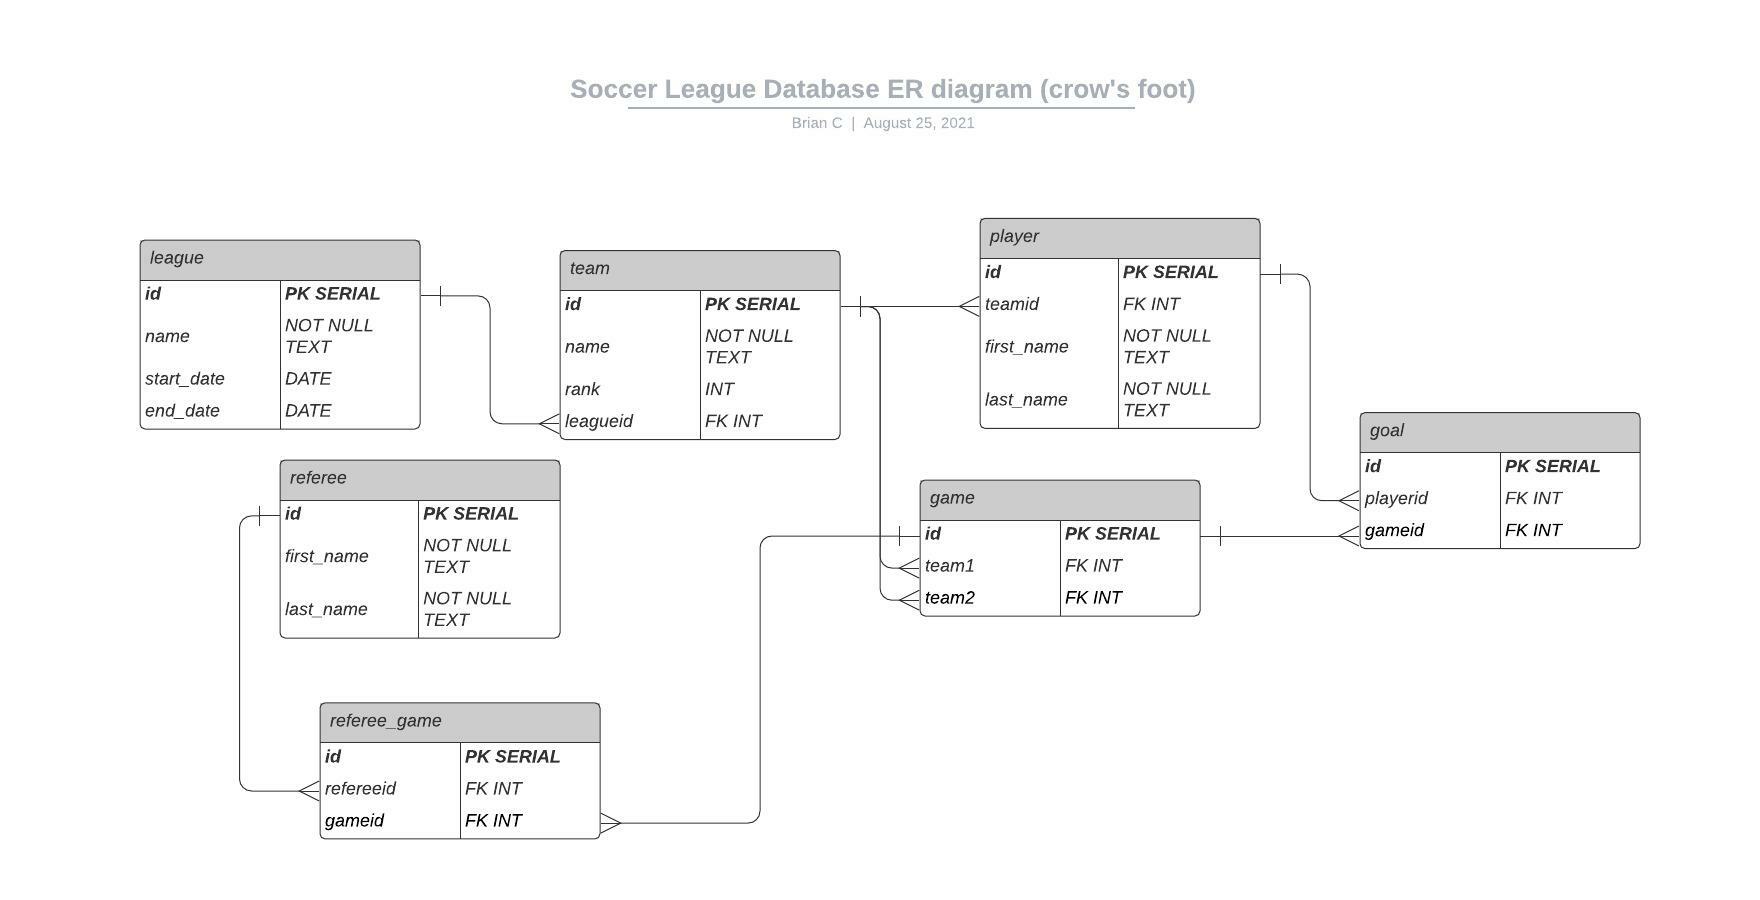 Soccer League Database ER diagram (crow's foot)
Brian C | August 25, 2021
league
id PK SERIAL
name NOT NULL
TEXT
start_date DATE
end_date DATE
team
id PK SERIAL
name NOT NULL
TEXT
rank INT
leagueid FK INT
player
id PK SERIAL
teamid FK INT
first_name NOT NULL
TEXT
last_name NOT NULL
TEXT
goal
id PK SERIAL
playerid FK INT
gameid FK INT
referee
id PK SERIAL
first_name NOT NULL
TEXT
last_name NOT NULL
TEXT
game
id PK SERIAL
team1 FK INT
team2 FK INT
referee_game
id PK SERIAL
refereeid FK INT
gameid FK INT